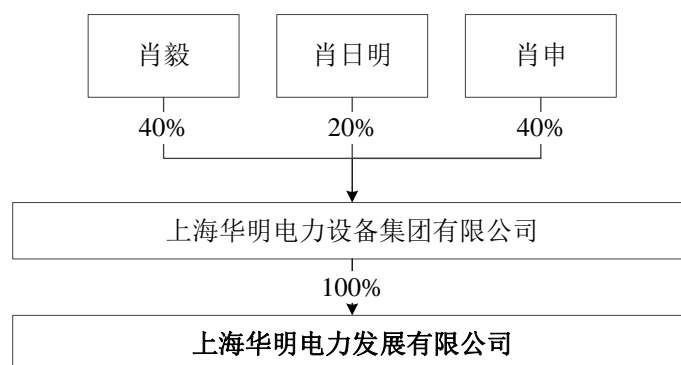 肖毅 肖日明 肖申
40% 20% 40%
上海华明电力设备集团有限公司
100%
上海华明电力发展有限公司